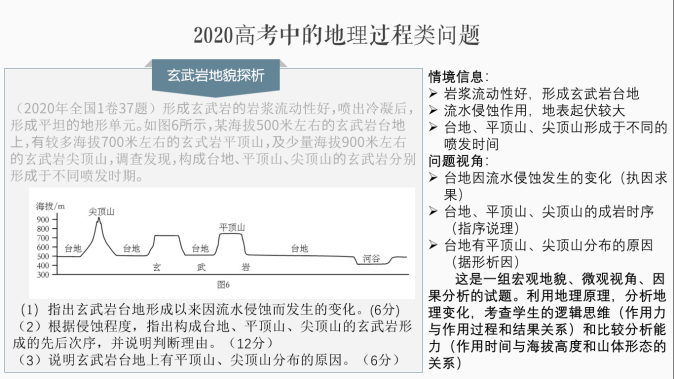 2020高考中的地理过程类问题
玄武岩地貌探析
（2020年全国1卷37题）形成玄武岩的岩浆流动性好，喷出冷凝后，
形成平坦的地形单元。如图6所示，某海拔500米左右的玄武岩台地
上，有较多海拔700米左右的玄武岩平顶山，及少量海拔900米左右
的玄武岩尖顶山，调查发现，构成台地、平顶山、尖顶山的玄武岩分别
形成于不同喷发时期。
海拔/m
尖顶山
平顶山
900
800
700
600
500
400
300
台地
台地
台地
台地
河谷
玄 武 岩
图6
（1）指出玄武岩台地形成以来因流水侵蚀而发生的变化。(6分)
（2）根据侵蚀程度，指出构成台地、平顶山、尖顶山的玄武岩形
成的先后次序，并说明判断理由。（12分）
（3）说明玄武岩台地上有平顶山、尖顶山分布的原因。（6分）
情境信息：
➢ 岩浆流动性好，形成玄武岩台地
➢ 流水侵蚀作用，地表起伏较大
➢ 台地、平顶山、尖顶山形成于不同的
喷发时间
问题视角：
➢ 台地因流水侵蚀发生的变化（执因求
果）
➢ 台地、平顶山、尖顶山的成岩时序
（指序说理）
➢ 台地有平顶山、尖顶山分布的原因
（据形析因）
这是一组宏观地貌、微观视角、因
果分析的试题。利用地理原理，分析地
理变化，考查学生的逻辑思维（作用力
与作用过程和结果关系）和比较分析能
力（作用时间与海拔高度和山体形态的
关系）